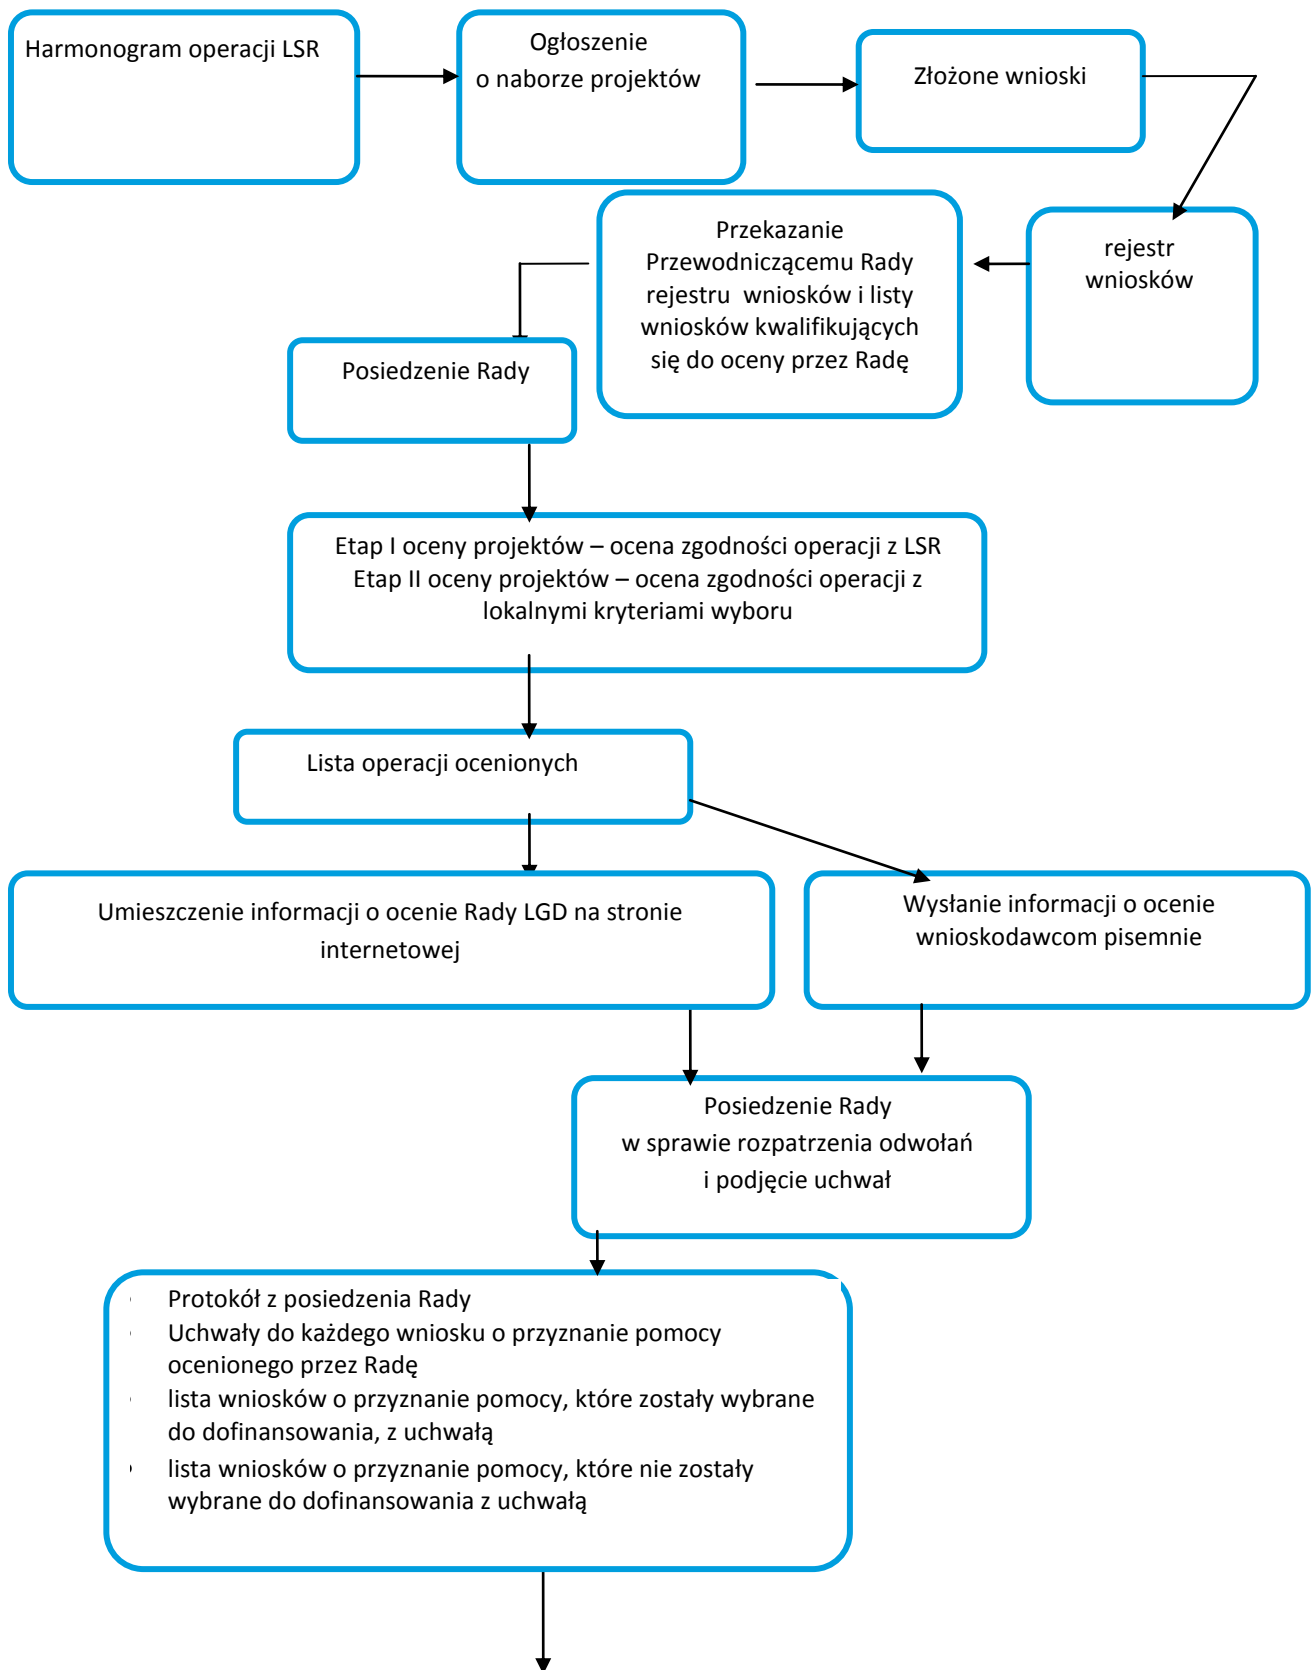 Harmonogram operacji LSR
Ogłoszenie
o naborze projektów
Złożone wnioski
rejestr
wniosków
Przekazanie
Przewodniczącemu Rady
rejestru wniosków i listy
wniosków kwalifikujących
się do oceny przez Radę
Posiedzenie Rady
Etap I oceny projektów – ocena zgodności operacji z LSR
Etap II oceny projektów – ocena zgodności operacji z
lokalnymi kryteriami wyboru
Lista operacji ocenionych
Umieszczenie informacji o ocenie Rady LGD na stronie
internetowej
Wysłanie informacji o ocenie
wnioskodawcom pisemnie
Posiedzenie Rady
w sprawie rozpatrzenia odwołań
i podjęcie uchwał
Protokół z posiedzenia Rady
Uchwały do każdego wniosku o przyznanie pomocy
ocenionego przez Radę
lista wniosków o przyznanie pomocy, które zostały wybrane
do dofinansowania, z uchwałą
lista wniosków o przyznanie pomocy, które nie zostały
wybrane do dofinansowania z uchwałą